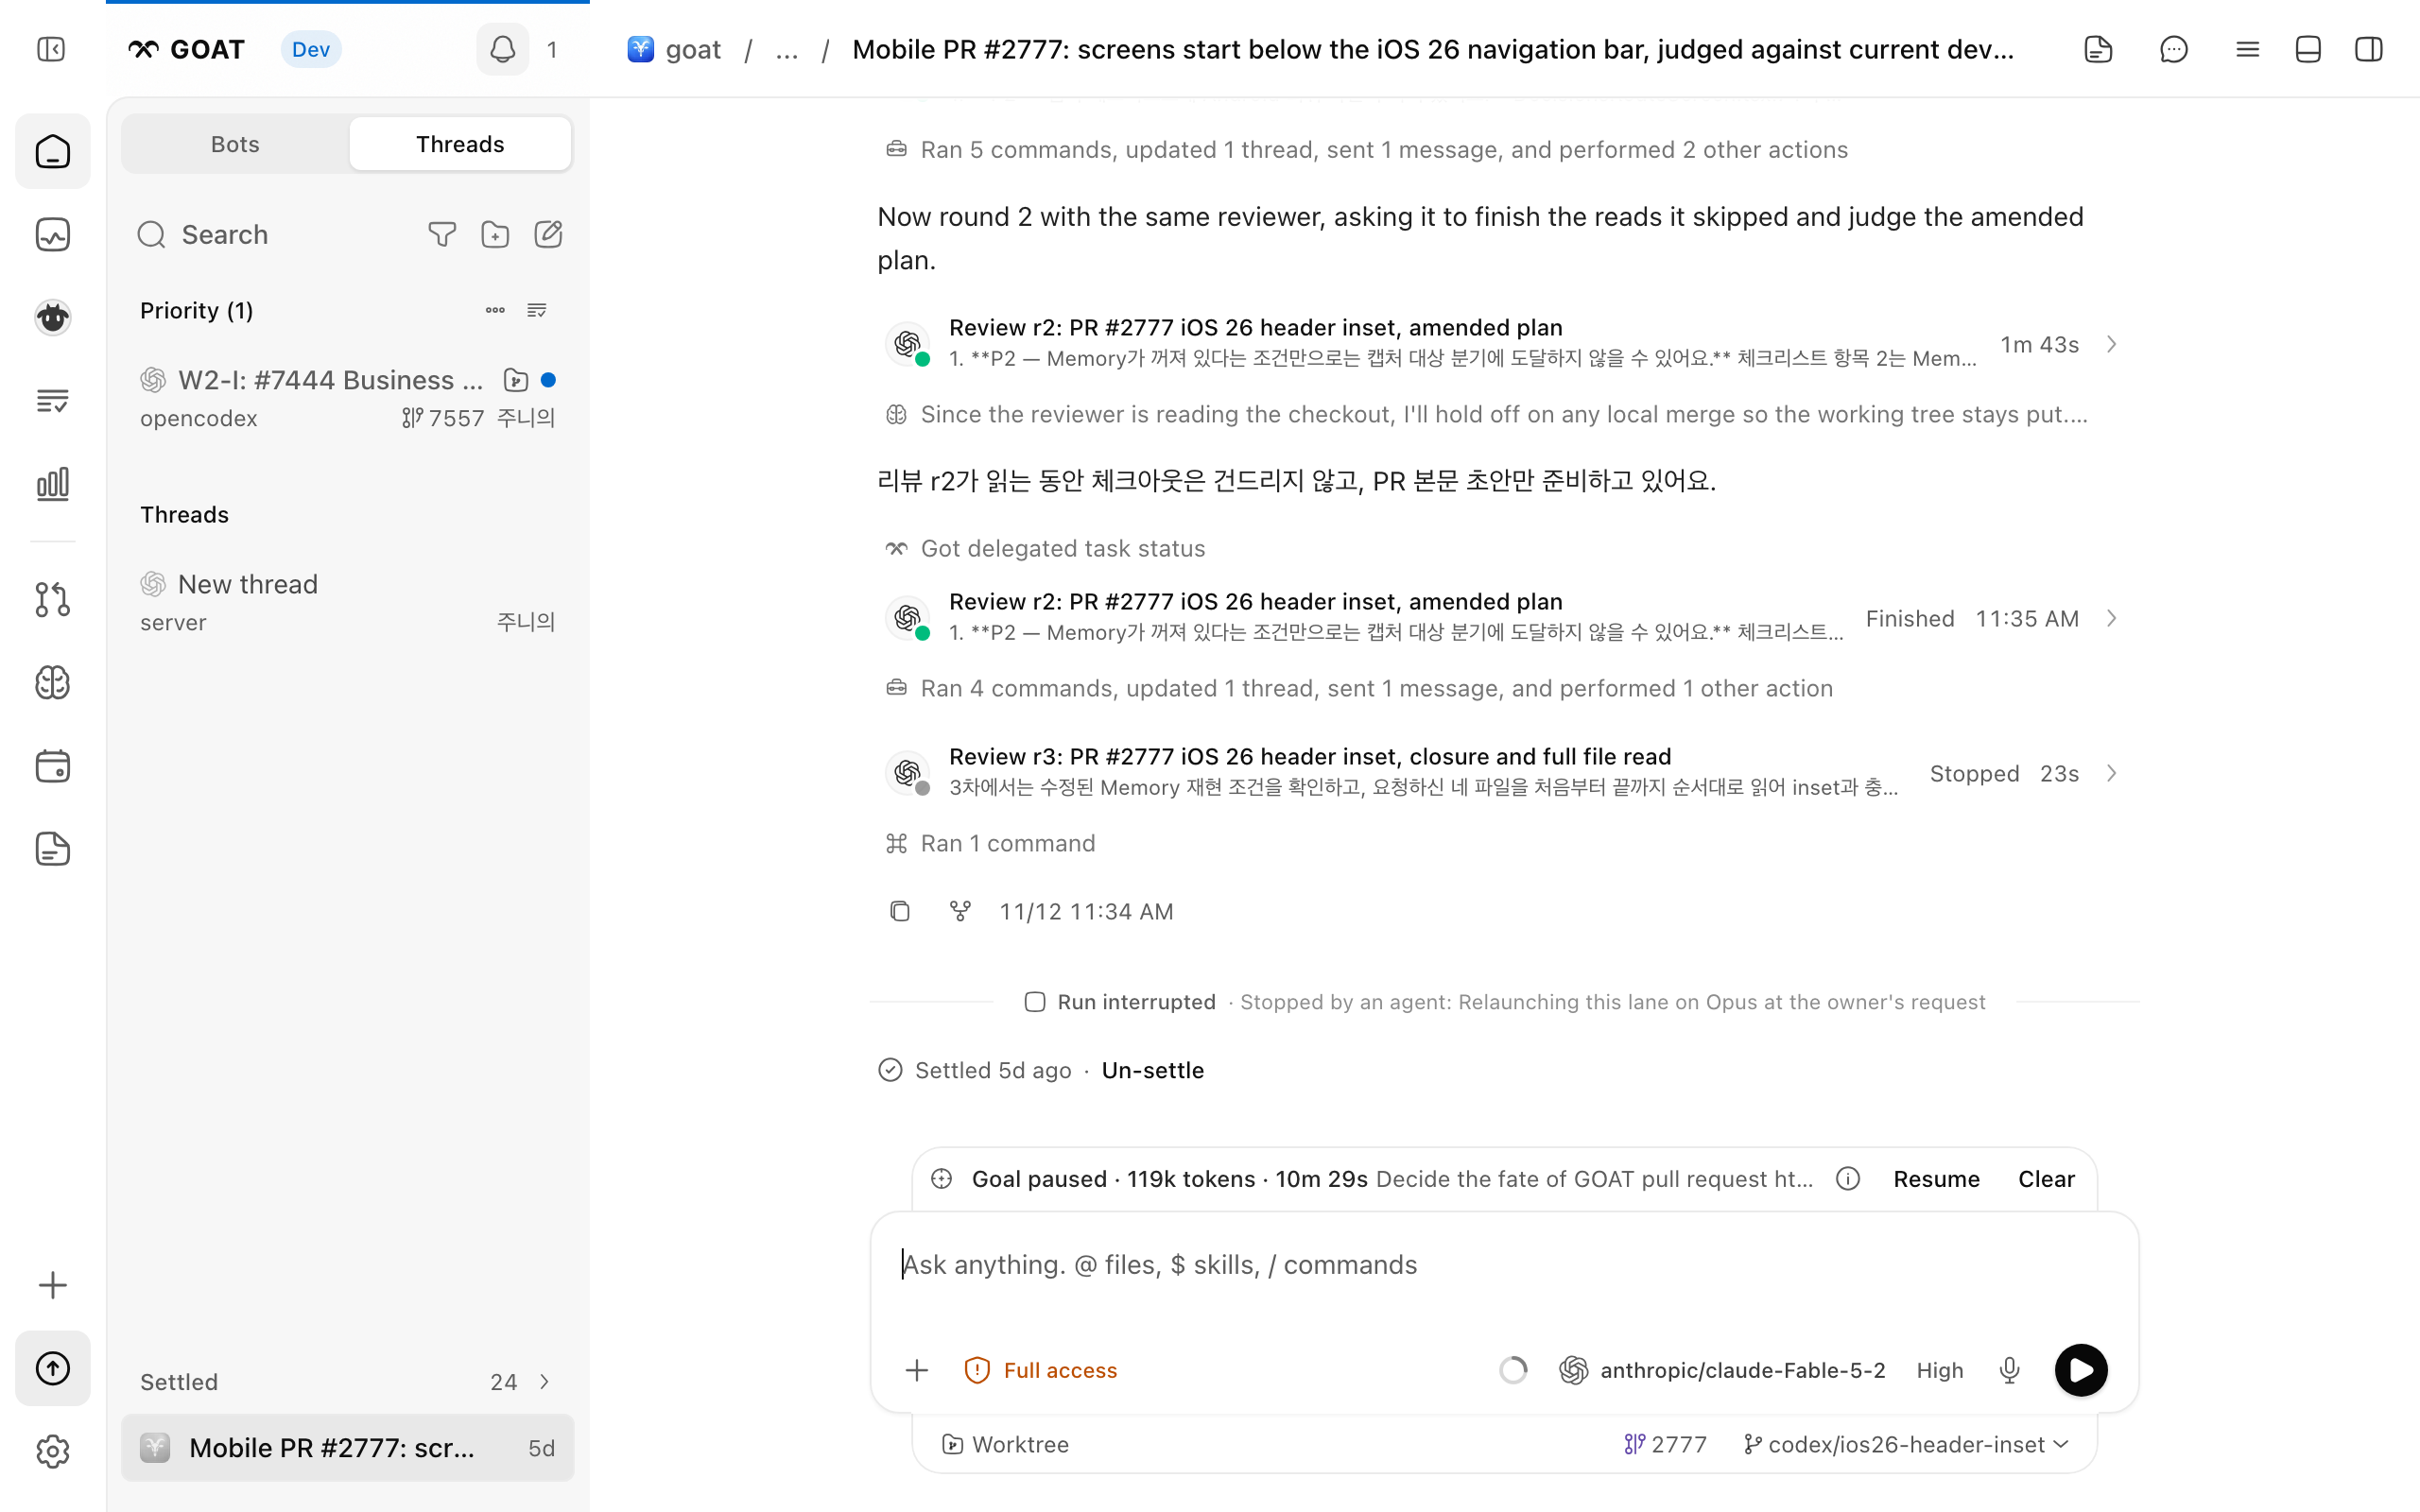 GOAT
Dev
1
goat / ... / Mobile PR #2777: screens start below the iOS 26 navigation bar, judged against current dev...
Bots
Threads
Search
Priority (1)
W2-I: #7444 Business ...
opencodex
7557 주니의
Threads
New thread
server
주니의
Settled
24
Mobile PR #2777: scr...
5d
Ran 5 commands, updated 1 thread, sent 1 message, and performed 2 other actions
Now round 2 with the same reviewer, asking it to finish the reads it skipped and judge the amended
plan.
Review r2: PR #2777 iOS 26 header inset, amended plan
1. **P2 — Memory가 꺼져 있다는 조건만으로는 캡처 대상 분기에 도달하지 않을 수 있어요.** 체크리스트 항목 2는 Mem...
1m 43s
Since the reviewer is reading the checkout, I'll hold off on any local merge so the working tree stays put....
리뷰 r2가 읽는 동안 체크아웃은 건드리지 않고, PR 본문 초안만 준비하고 있어요.
Got delegated task status
Review r2: PR #2777 iOS 26 header inset, amended plan
1. **P2 — Memory가 꺼져 있다는 조건만으로는 캡처 대상 분기에 도달하지 않을 수 있어요.** 체크리스트...
Finished 11:35 AM
Ran 4 commands, updated 1 thread, sent 1 message, and performed 1 other action
Review r3: PR #2777 iOS 26 header inset, closure and full file read
3차에서는 수정된 Memory 재현 조건을 확인하고, 요청하신 네 파일을 처음부터 끝까지 순서대로 읽어 inset과 충...
Stopped 23s
Ran 1 command
11/12 11:34 AM
Run interrupted · Stopped by an agent: Relaunching this lane on Opus at the owner's request
Settled 5d ago · Un-settle
Goal paused · 119k tokens · 10m 29s Decide the fate of GOAT pull request ht...
Resume
Clear
Ask anything. @ files, $ skills, / commands
Full access
anthropic/claude-Fable-5-2
High
Worktree
2777
codex/ios26-header-inset